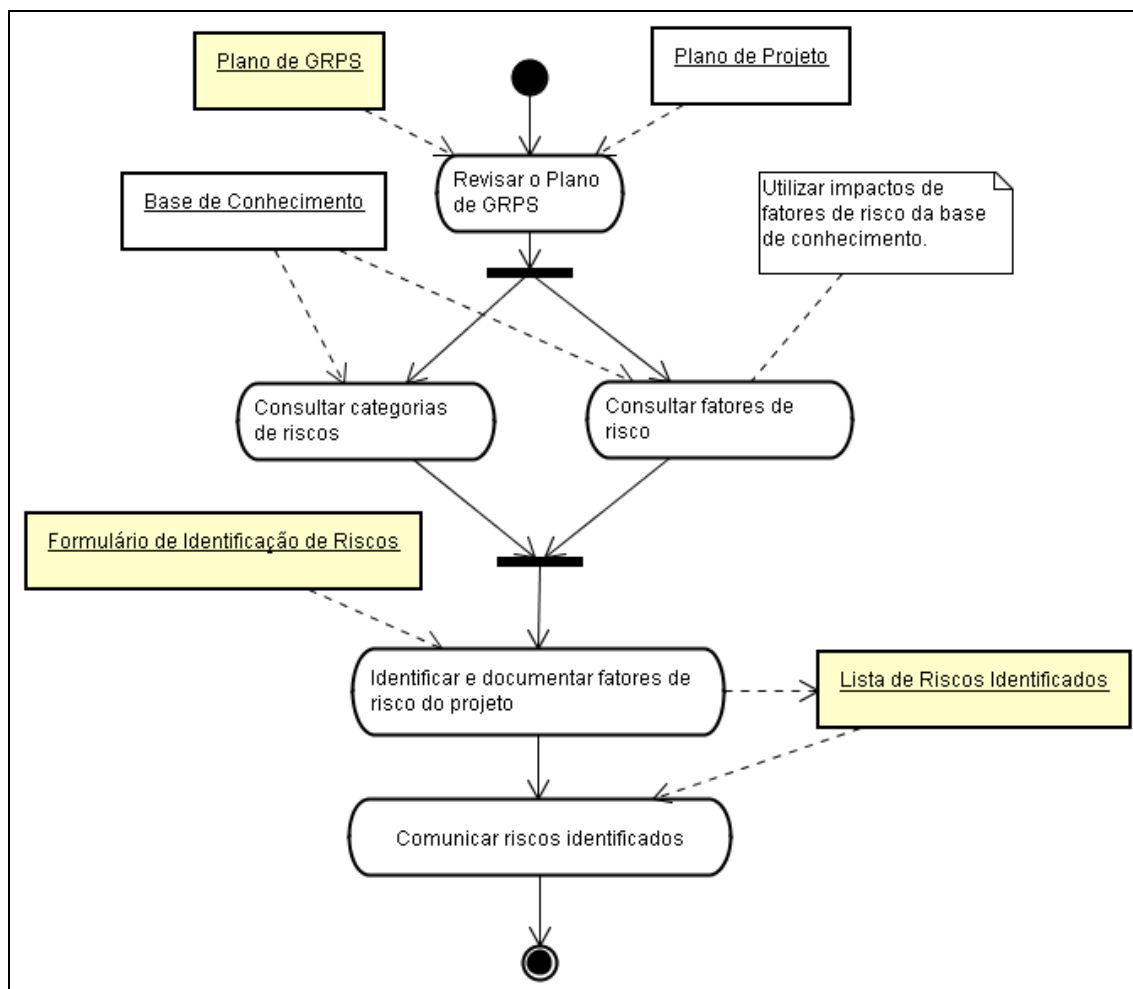 Plano de GRPS
Plano de Projeto
Revisar o Plano
de GRPS
Base de Conhecimento
Utilizar impactos de
fatores de risco da base
de conhecimento.
Consultar categorias
de riscos
Consultar fatores de
risco
Formulário de Identificação de Riscos
Identificar e documentar fatores de
risco do projeto
Lista de Riscos Identificados
Comunicar riscos identificados